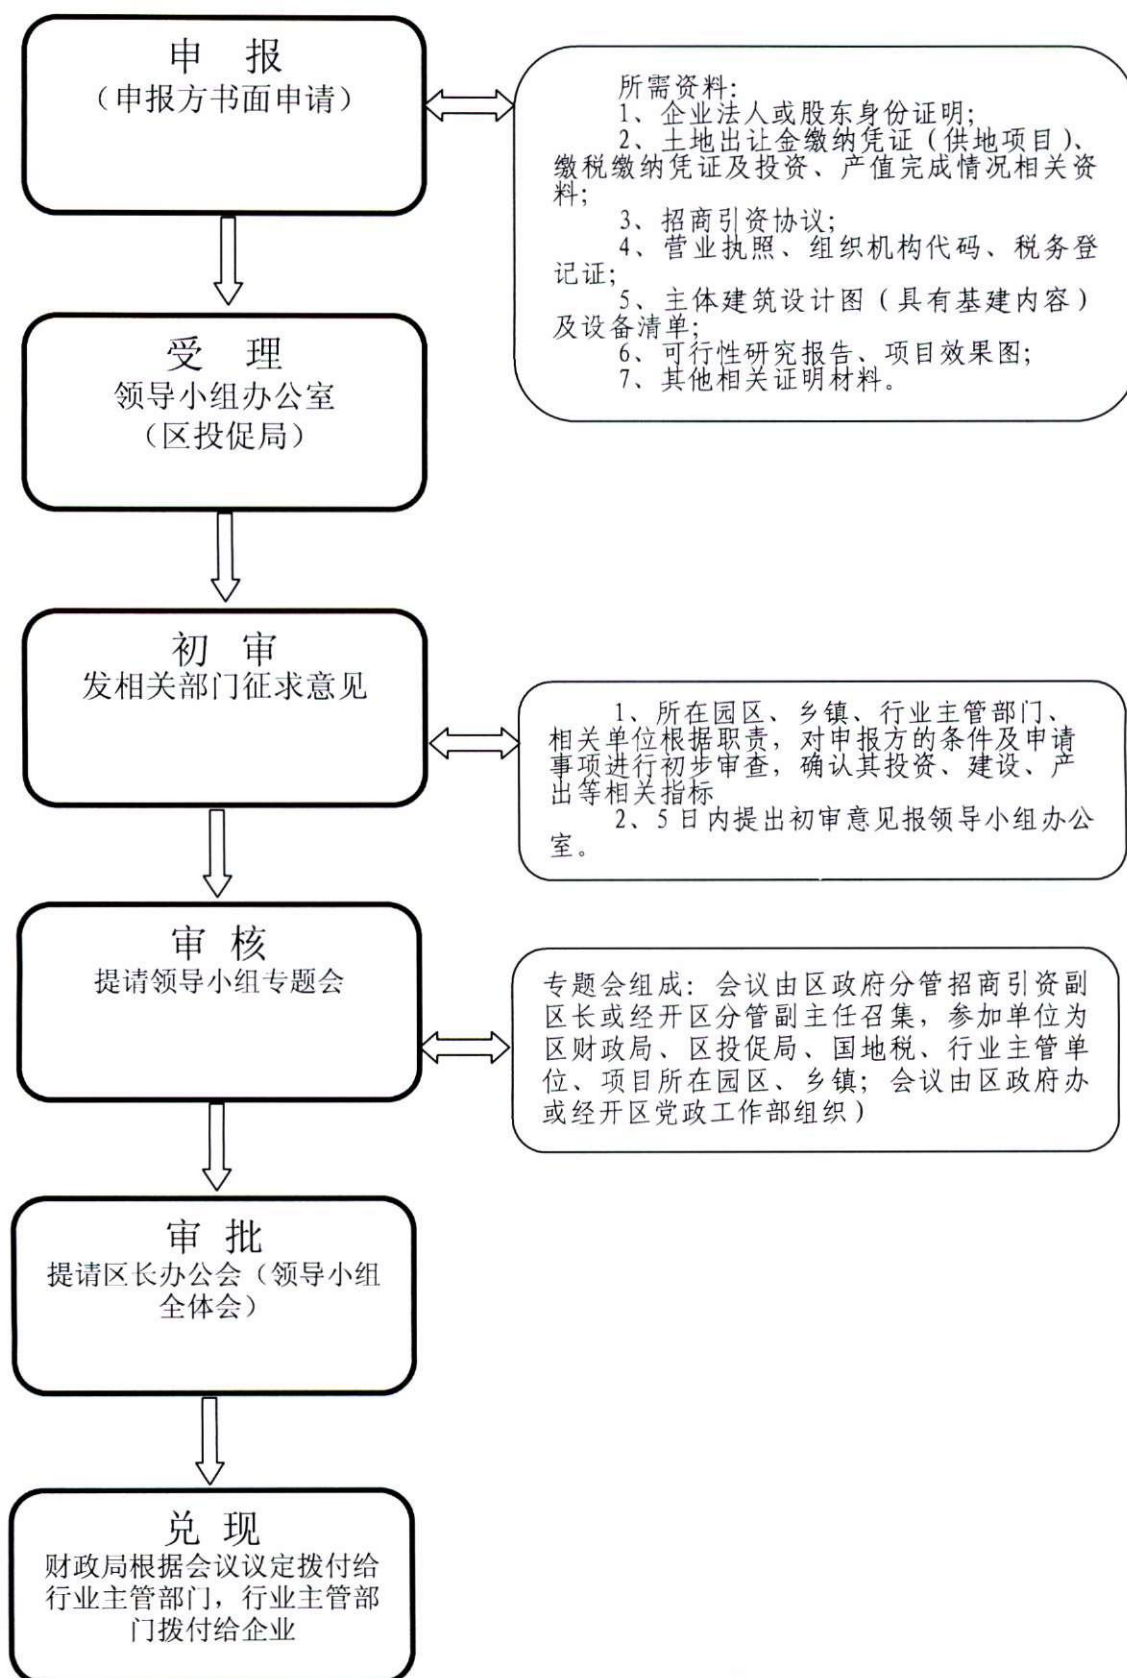 申 报
（申报方书面申请）
所需资料：
1、企业法人或股东身份证明；
2、土地出让金缴纳凭证（供地项目）、
缴税缴纳凭证及投资、产值完成情况相关资
料；
3、招商引资协议；
4、营业执照、组织机构代码、税务登
记证；
5、主体建筑设计图（具有基建内容）
及设备清单；
6、可行性研究报告、项目效果图；
7、其他相关证明材料。
受 理
领导小组办公室
（区投促局）
初 审
发相关部门征求意见
1、所在园区、乡镇、行业主管部门、
相关单位根据职责，对申报方的条件及申请
事项进行初步审查，确认其投资、建设、产
出等相关指标
2、5日内提出初审意见报领导小组办公
室。
审 核
提请领导小组专题会
专题会组成：会议由区政府分管招商引资副
区长或经开区分管副主任召集，参加单位为
区财政局、区投促局、国地税、行业主管单
位、项目所在园区、乡镇；会议由区政府办
或经开区党政工作部组织）
审 批
提请区长办公会（领导小组
全体会）
兑 现
财政局根据会议议定拨付给
行业主管部门，行业主管部
门拨付给企业